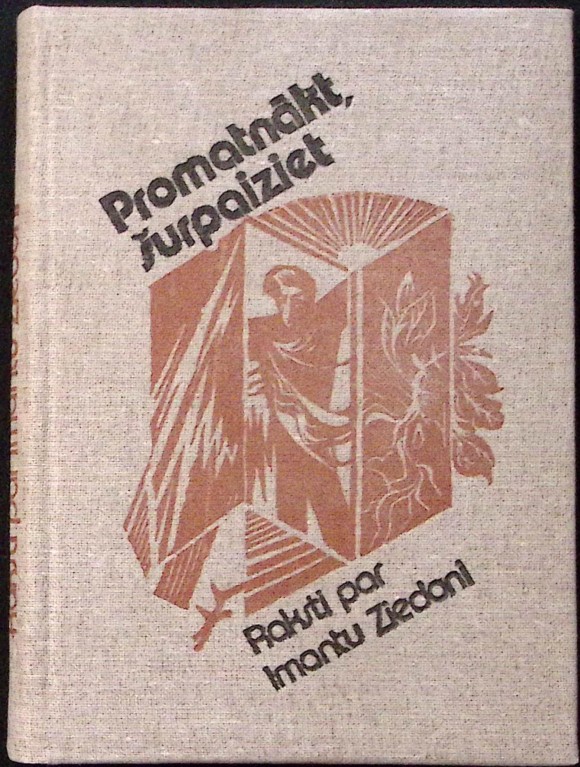 Promatnākt,
šurpaiziet
Raksti par
Imantu Ziedoni